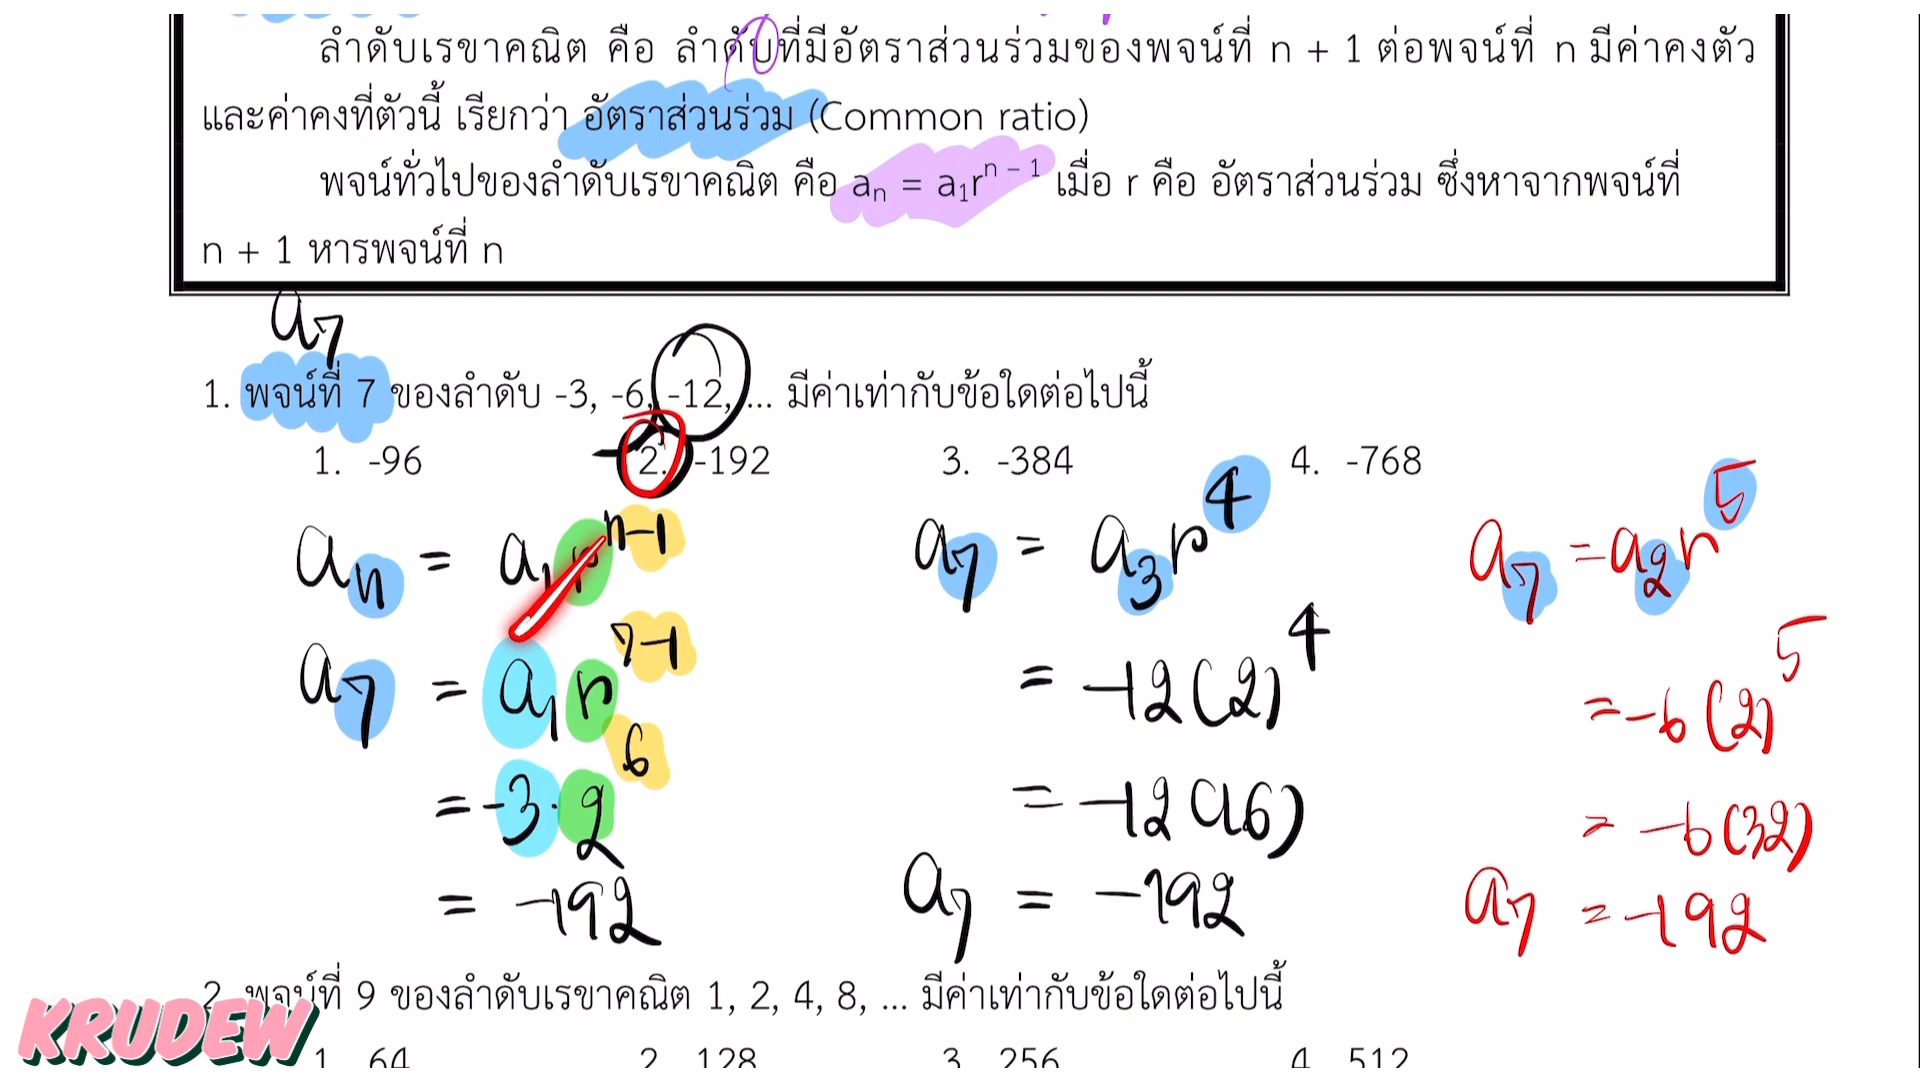 ลำดับเรขาคณิต คือ ลำดับที่มีอัตราส่วนร่วมของพจน์ที่ n + 1 ต่อพจน์ที่ n มีค่าคงตัว
และค่าคงที่ตัวนี้ เรียกว่า อัตราส่วนร่วม (Common ratio)
พจน์ทั่วไปของลำดับเรขาคณิต คือ aₙ = a₁rⁿ ⁻ ¹ เมื่อ r คือ อัตราส่วนร่วม ซึ่งหาจากพจน์ที่
n + 1 หารพจน์ที่ n
a₇
1. พจน์ที่ 7 ของลำดับ -3, -6, -12, ... มีค่าเท่ากับข้อใดต่อไปนี้
1. -96 2. -192 3. -384 4. -768
aₙ = a₁rⁿ⁻¹ a₇ = a₃r⁴ a₇ = a₂r⁵
a₇ = a₁r⁷⁻¹ = -12(2)⁴ = -6(2)⁵
= -3·2⁶ = -12(16) = -6(32)
= -192 a₇ = -192 a₇ = -192
2. พจน์ที่ 9 ของลำดับเรขาคณิต 1, 2, 4, 8, ... มีค่าเท่ากับข้อใดต่อไปนี้
KRUDEW
1. 64 2. 128 3. 256 4. 512